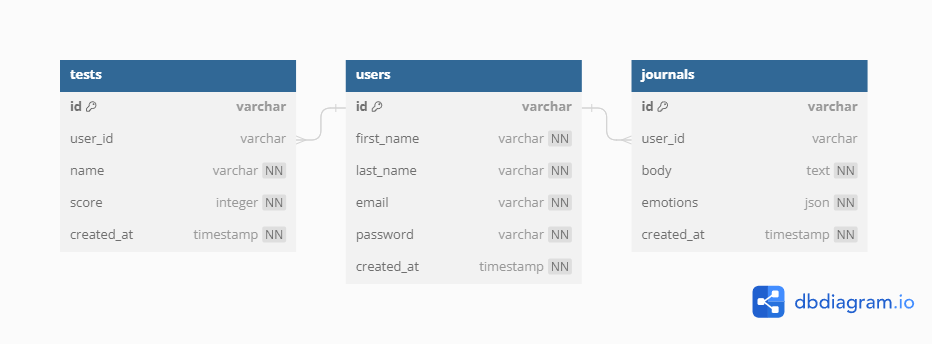 tests
id varchar
user_id varchar
name varchar NN
score integer NN
created_at timestamp NN
users
id varchar
first_name varchar NN
last_name varchar NN
email varchar NN
password varchar NN
created_at timestamp NN
journals
id varchar
user_id varchar
body text NN
emotions json NN
created_at timestamp NN
dbdiagram.io